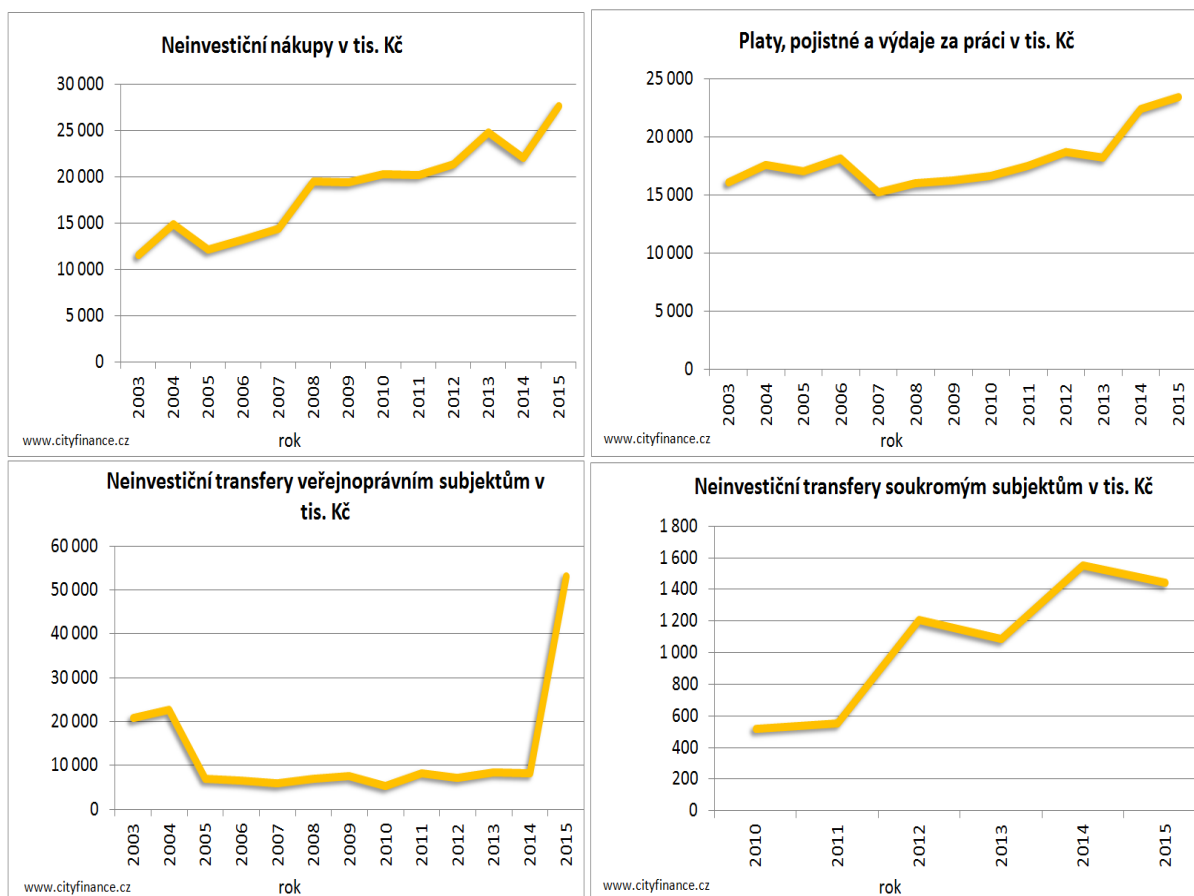 Neinvestiční nákupy v tis. Kč
30 000
25 000
20 000
15 000
10 000
5 000
0
2003 2004 2005 2006 2007 2008 2009 2010 2011 2012 2013 2014 2015
www.cityfinance.cz
rok
Platy, pojistné a výdaje za práci v tis. Kč
25 000
20 000
15 000
10 000
5 000
0
2003 2004 2005 2006 2007 2008 2009 2010 2011 2012 2013 2014 2015
www.cityfinance.cz
rok
Neinvestiční transfery veřejnoprávním subjektům v
tis. Kč
60 000
50 000
40 000
30 000
20 000
10 000
0
2003 2004 2005 2006 2007 2008 2009 2010 2011 2012 2013 2014 2015
www.cityfinance.cz
rok
Neinvestiční transfery soukromým subjektům v tis. Kč
1 800
1 600
1 400
1 200
1 000
800
600
400
200
0
2010 2011 2012 2013 2014 2015
www.cityfinance.cz
rok